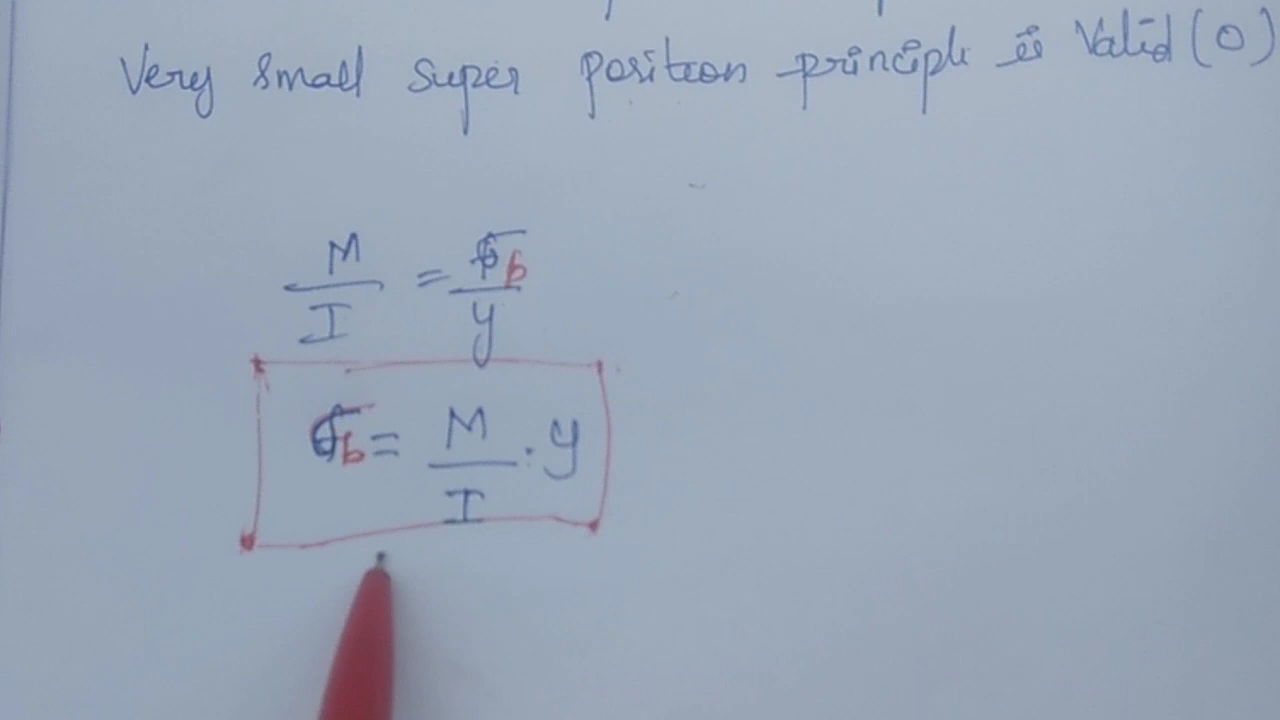 Very small super position principle is Valid (0)
M/I = σb/y
σb = M/I . y